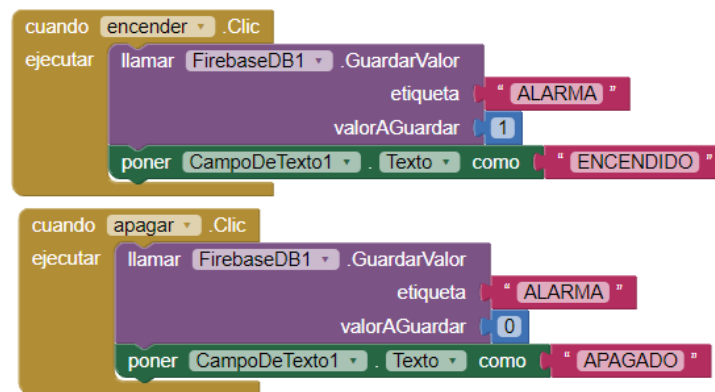 cuando encender .Clic
ejecutar llamar FirebaseDB1 .GuardarValor
etiqueta " ALARMA "
valorAGuardar 1
poner CampoDeTexto1 . Texto como " ENCENDIDO "
cuando apagar .Clic
ejecutar llamar FirebaseDB1 .GuardarValor
etiqueta " ALARMA "
valorAGuardar 0
poner CampoDeTexto1 . Texto como " APAGADO "